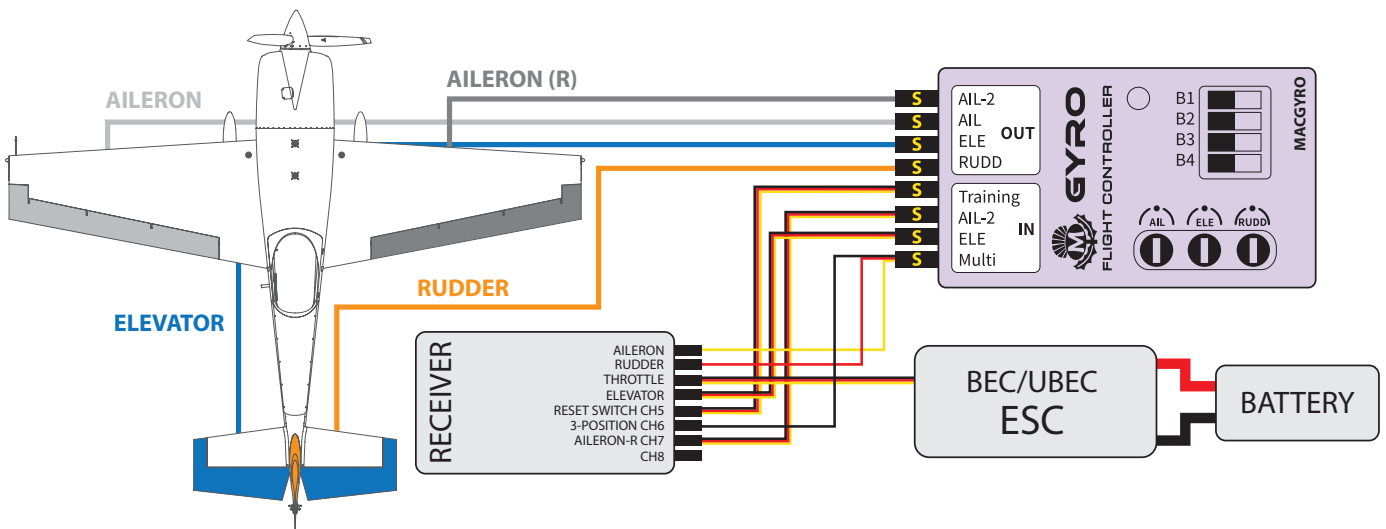 AILERON
AILERON (R)
ELEVATOR
RUDDER
S
S
S
S
S
S
S
S
AIL-2
AIL
ELE
RUDD
OUT
Training
AIL-2
ELE
Multi
IN
M
GYRO
FLIGHT CONTROLLER
B1
B2
B3
B4
MACGYRO
AIL
ELE
RUDD
RECEIVER
AILERON
RUDDER
THROTTLE
ELEVATOR
RESET SWITCH CH5
3-POSITION CH6
AILERON-R CH7
CH8
BEC/UBEC
ESC
BATTERY